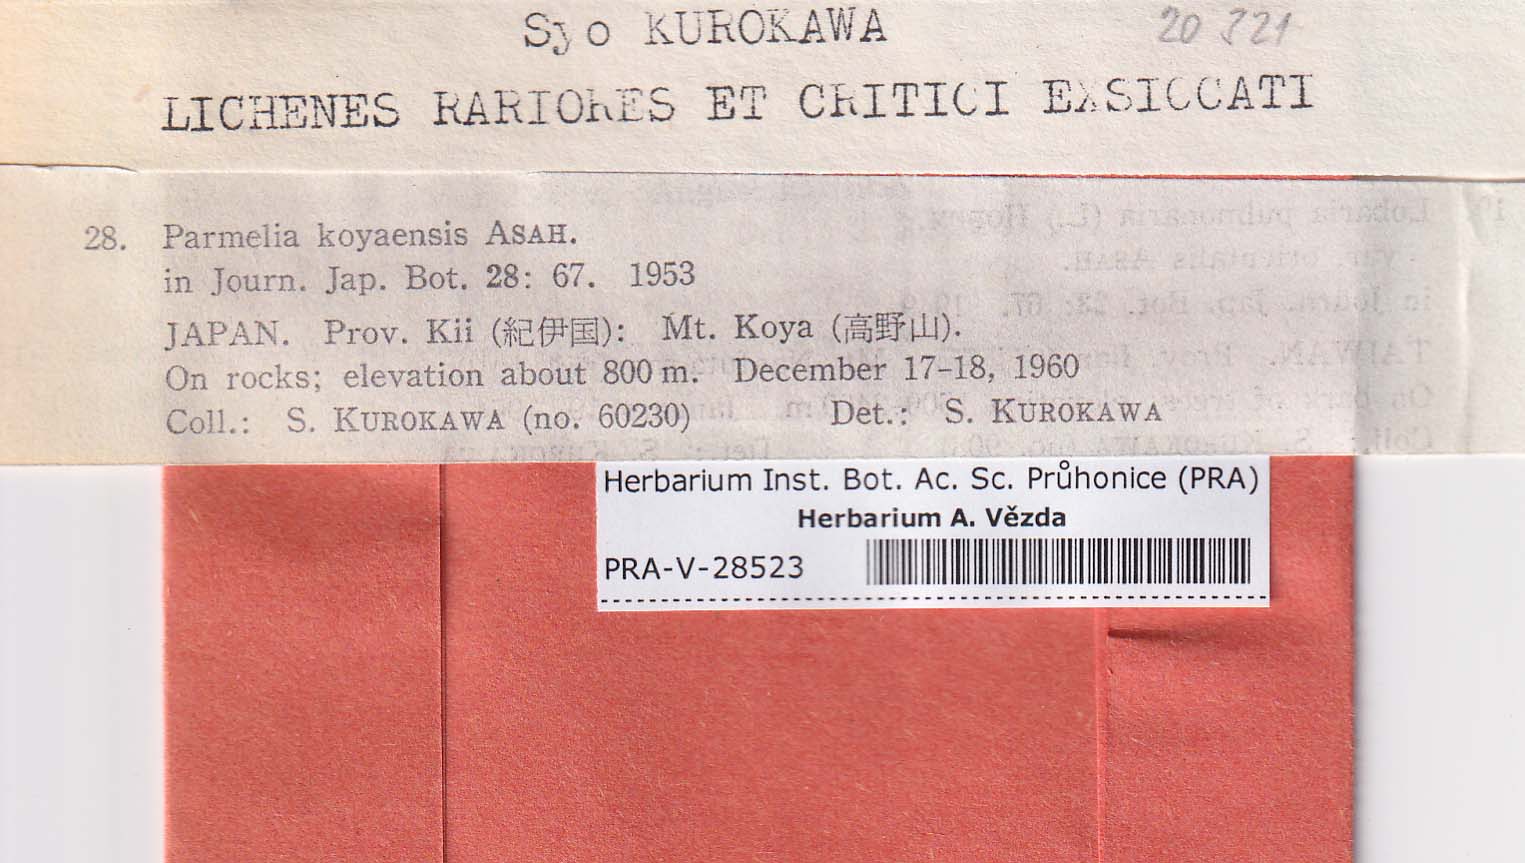 Syo KUROKAWA
20 321
LICHENES RARIORES ET CRITICI EXSICCATI
28. Parmelia koyaensis ASAH.
in Journ. Jap. Bot. 28: 67. 1953
JAPAN. Prov. Kii (紀伊国): Mt. Koya (高野山).
On rocks; elevation about 800 m. December 17-18, 1960
Coll.: S. KUROKAWA (no. 60230) Det.: S. KUROKAWA
Herbarium Inst. Bot. Ac. Sc. Průhonice (PRA)
Herbarium A. Vězda
PRA-V-28523